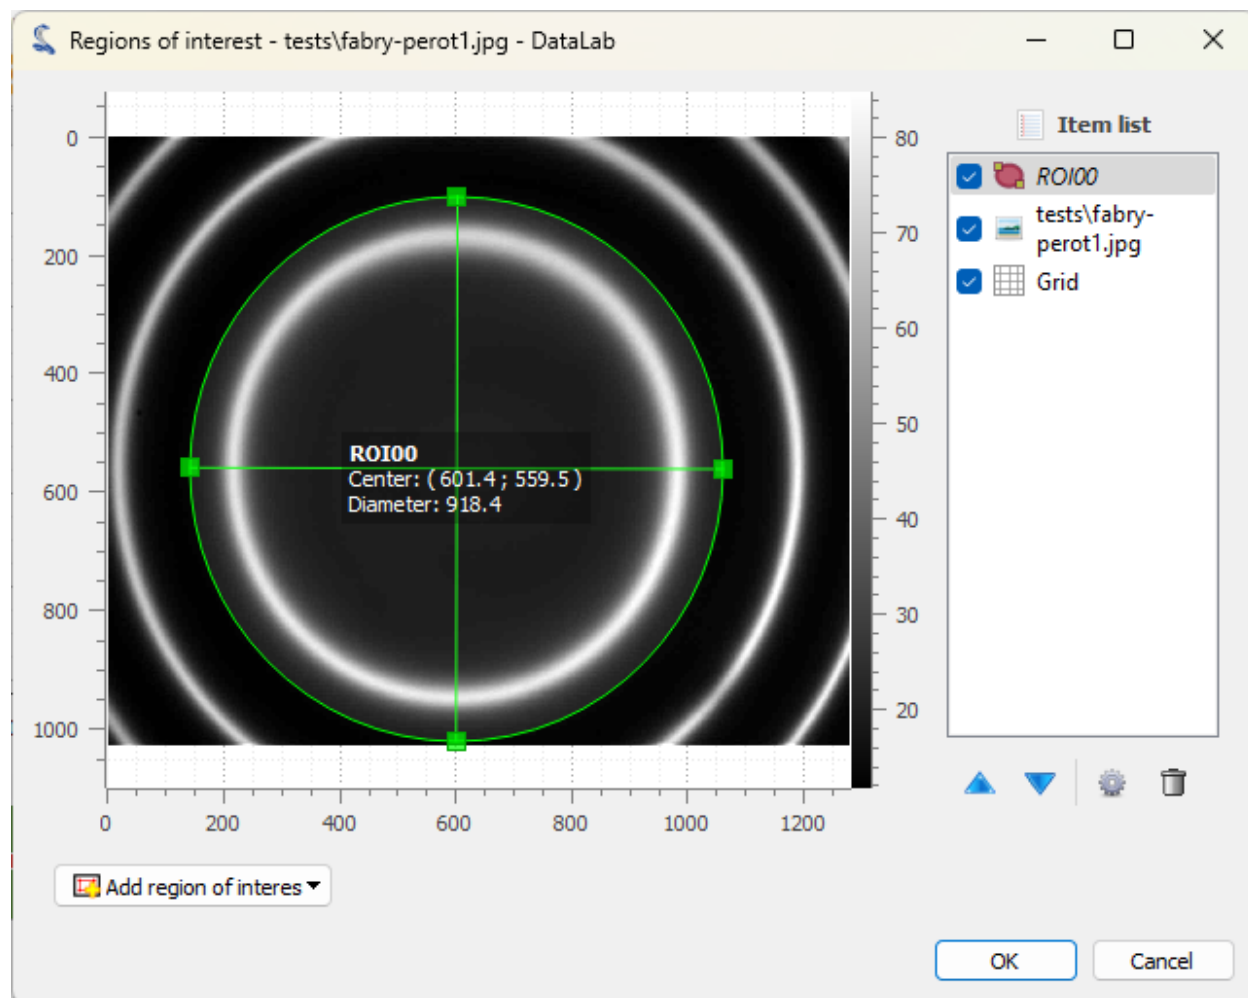 Regions of interest - tests\fabry-perot1.jpg - DataLab
0
200
400
600
800
1000
0
200
400
600
800
1000
1200
ROI00
Center: ( 601.4 ; 559.5 )
Diameter: 918.4
80
70
60
50
40
30
20
Item list
ROI00
tests\fabry-
perot1.jpg
Grid
Add region of interes
OK
Cancel